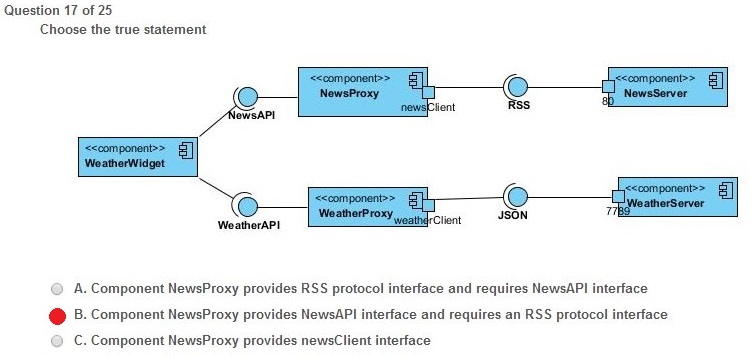 Question 17 of 25
Choose the true statement
<<component>>
NewsProxy
newsClient
NewsAPI
RSS
<<component>>
NewsServer
80
<<component>>
WeatherWidget
<<component>>
WeatherProxy
weatherClient
WeatherAPI
JSON
<<component>>
WeatherServer
7789
A. Component NewsProxy provides RSS protocol interface and requires NewsAPI interface
B. Component NewsProxy provides NewsAPI interface and requires an RSS protocol interface
C. Component NewsProxy provides newsClient interface